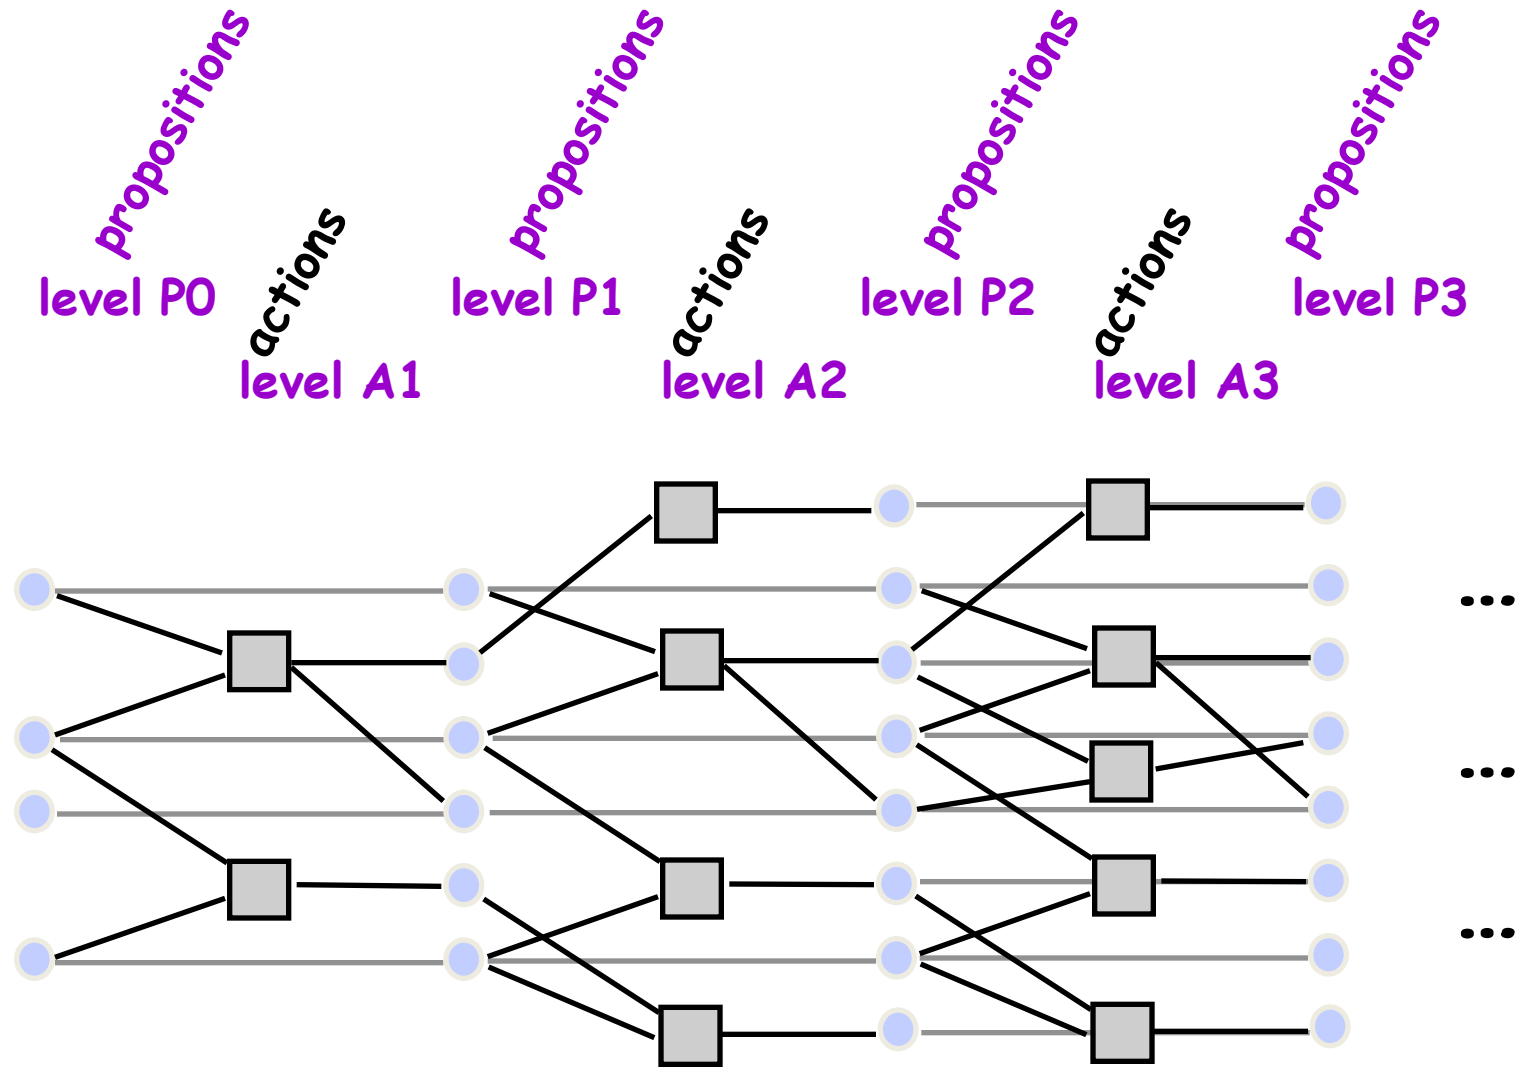 propositions
propositions
propositions
propositions
actions
actions
actions
level P0
level P1
level P2
level P3
level A1
level A2
level A3
...
...
...